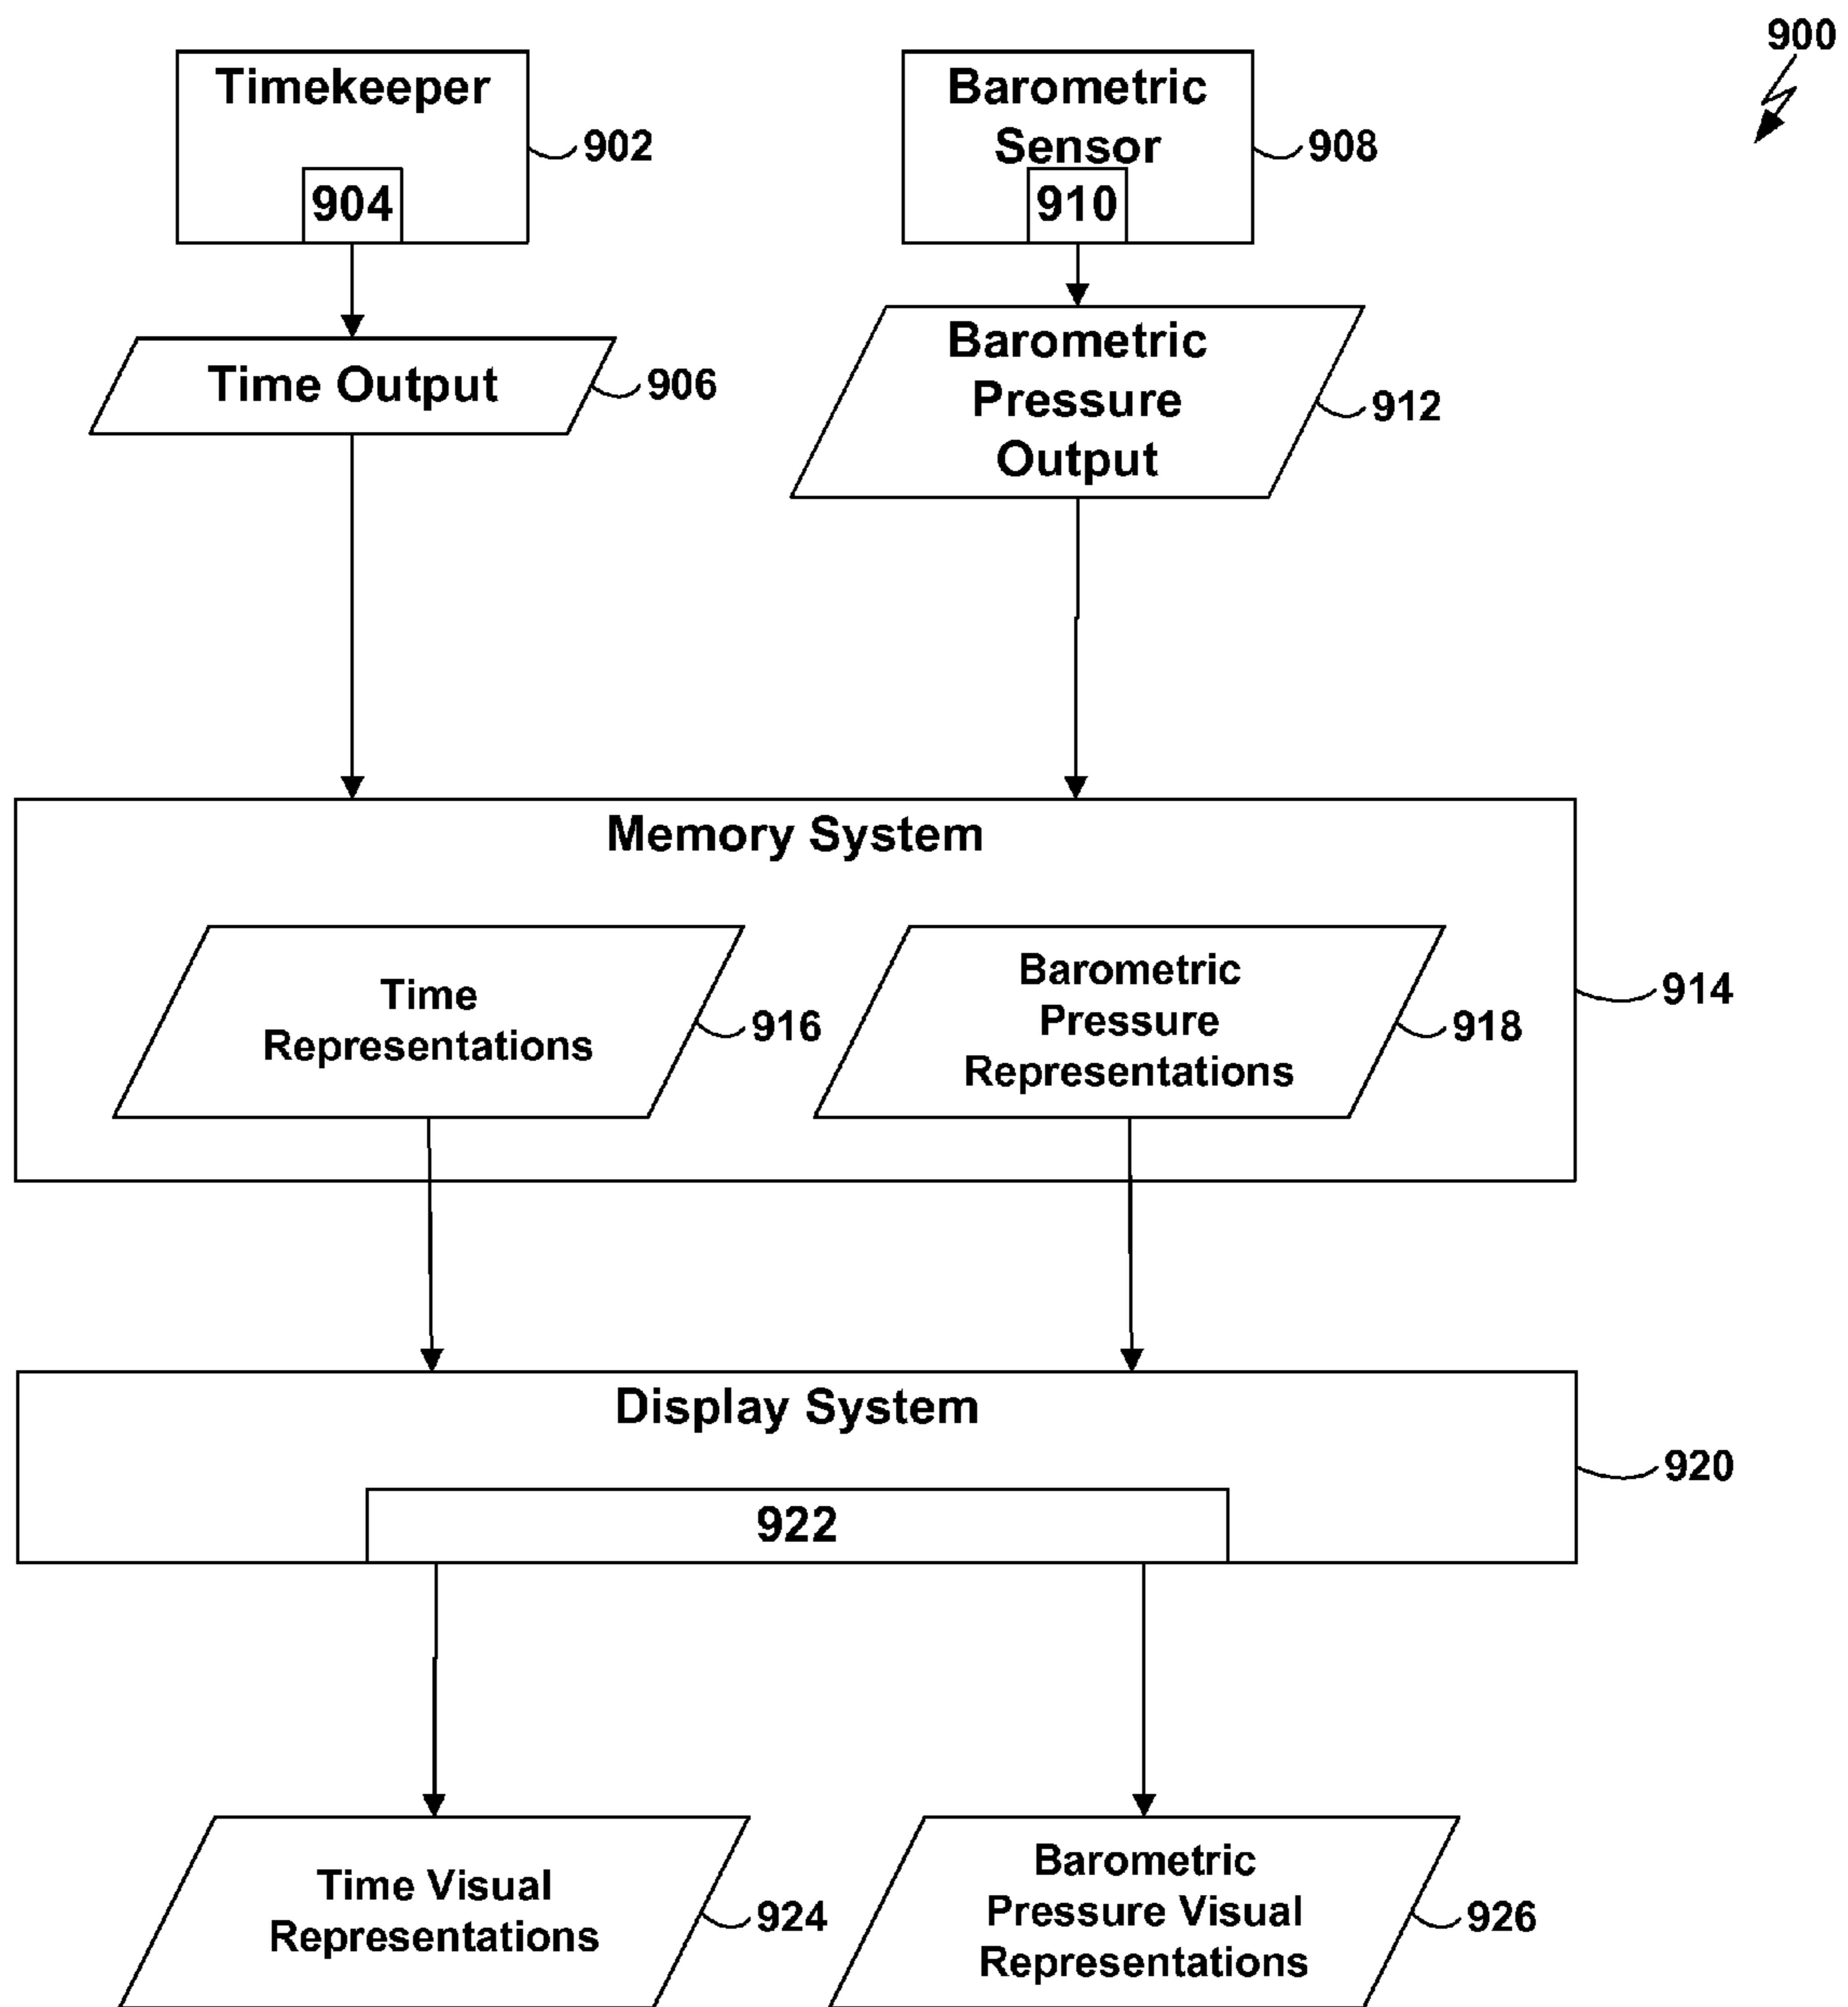 900
Timekeeper
902
904
Barometric
Sensor
908
910
Time Output
906
Barometric
Pressure
Output
912
Memory System
914
Time
Representations
916
Barometric
Pressure
Representations
918
Display System
920
922
Time Visual
Representations
924
Barometric
Pressure Visual
Representations
926